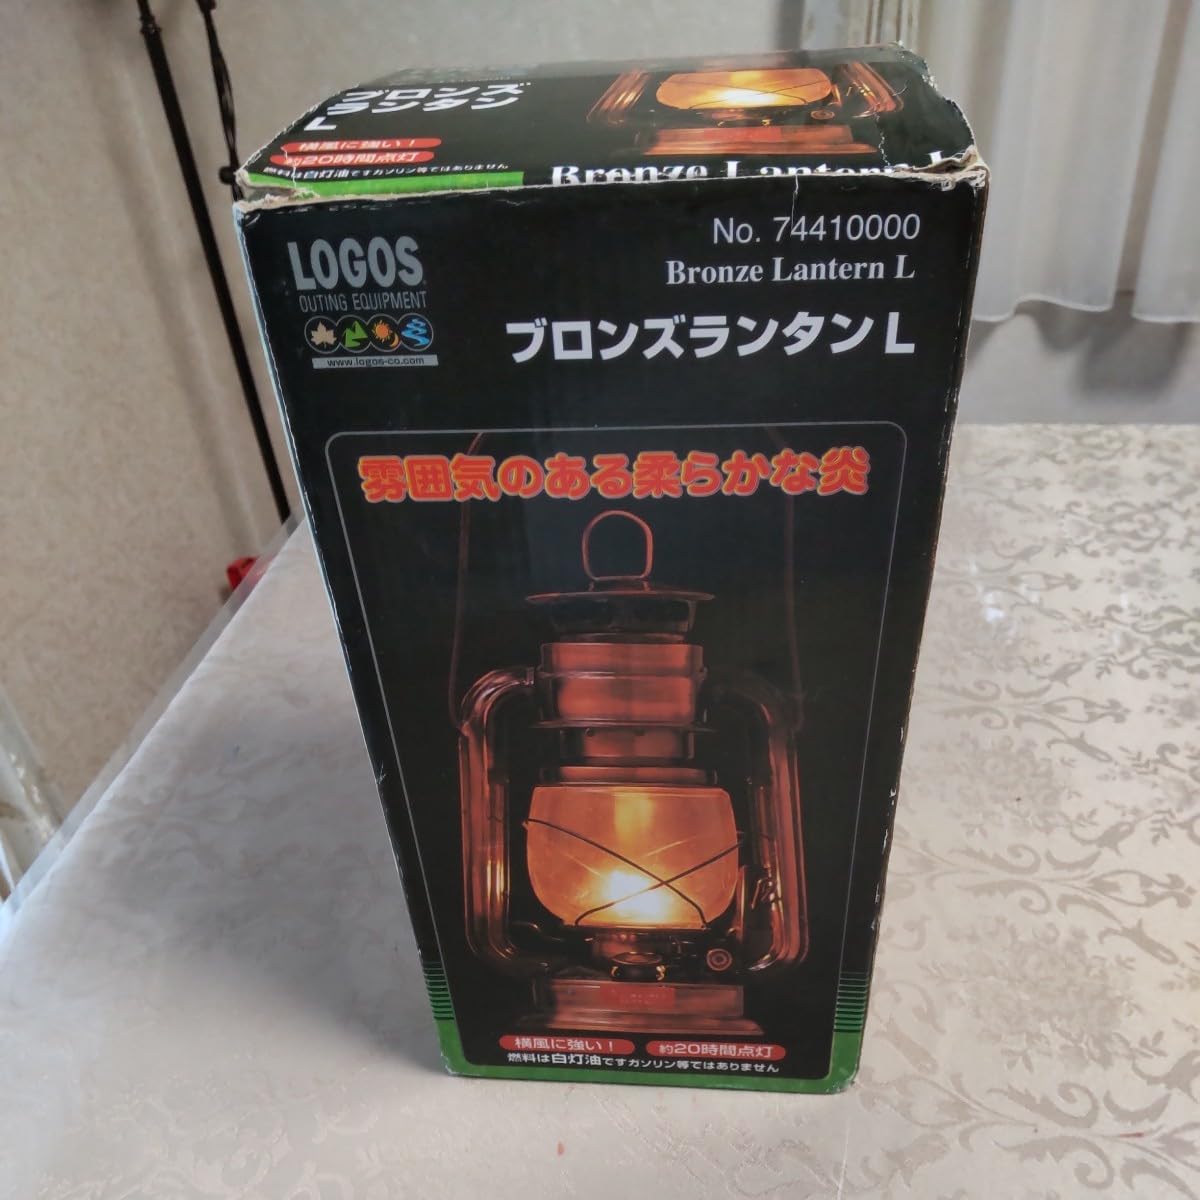 ブロンズ
ランタン
L
横風に強い！
約20時間点灯
燃料は白灯油ですガソリン等ではありません
Bronze Lantern L
No. 74410000
LOGOS
OUTING EQUIPMENT
www.logos-co.com
Bronze Lantern L
ブロンズランタンL
雰囲気のある柔らかな炎
横風に強い！ 約20時間点灯
燃料は白灯油ですガソリン等ではありません